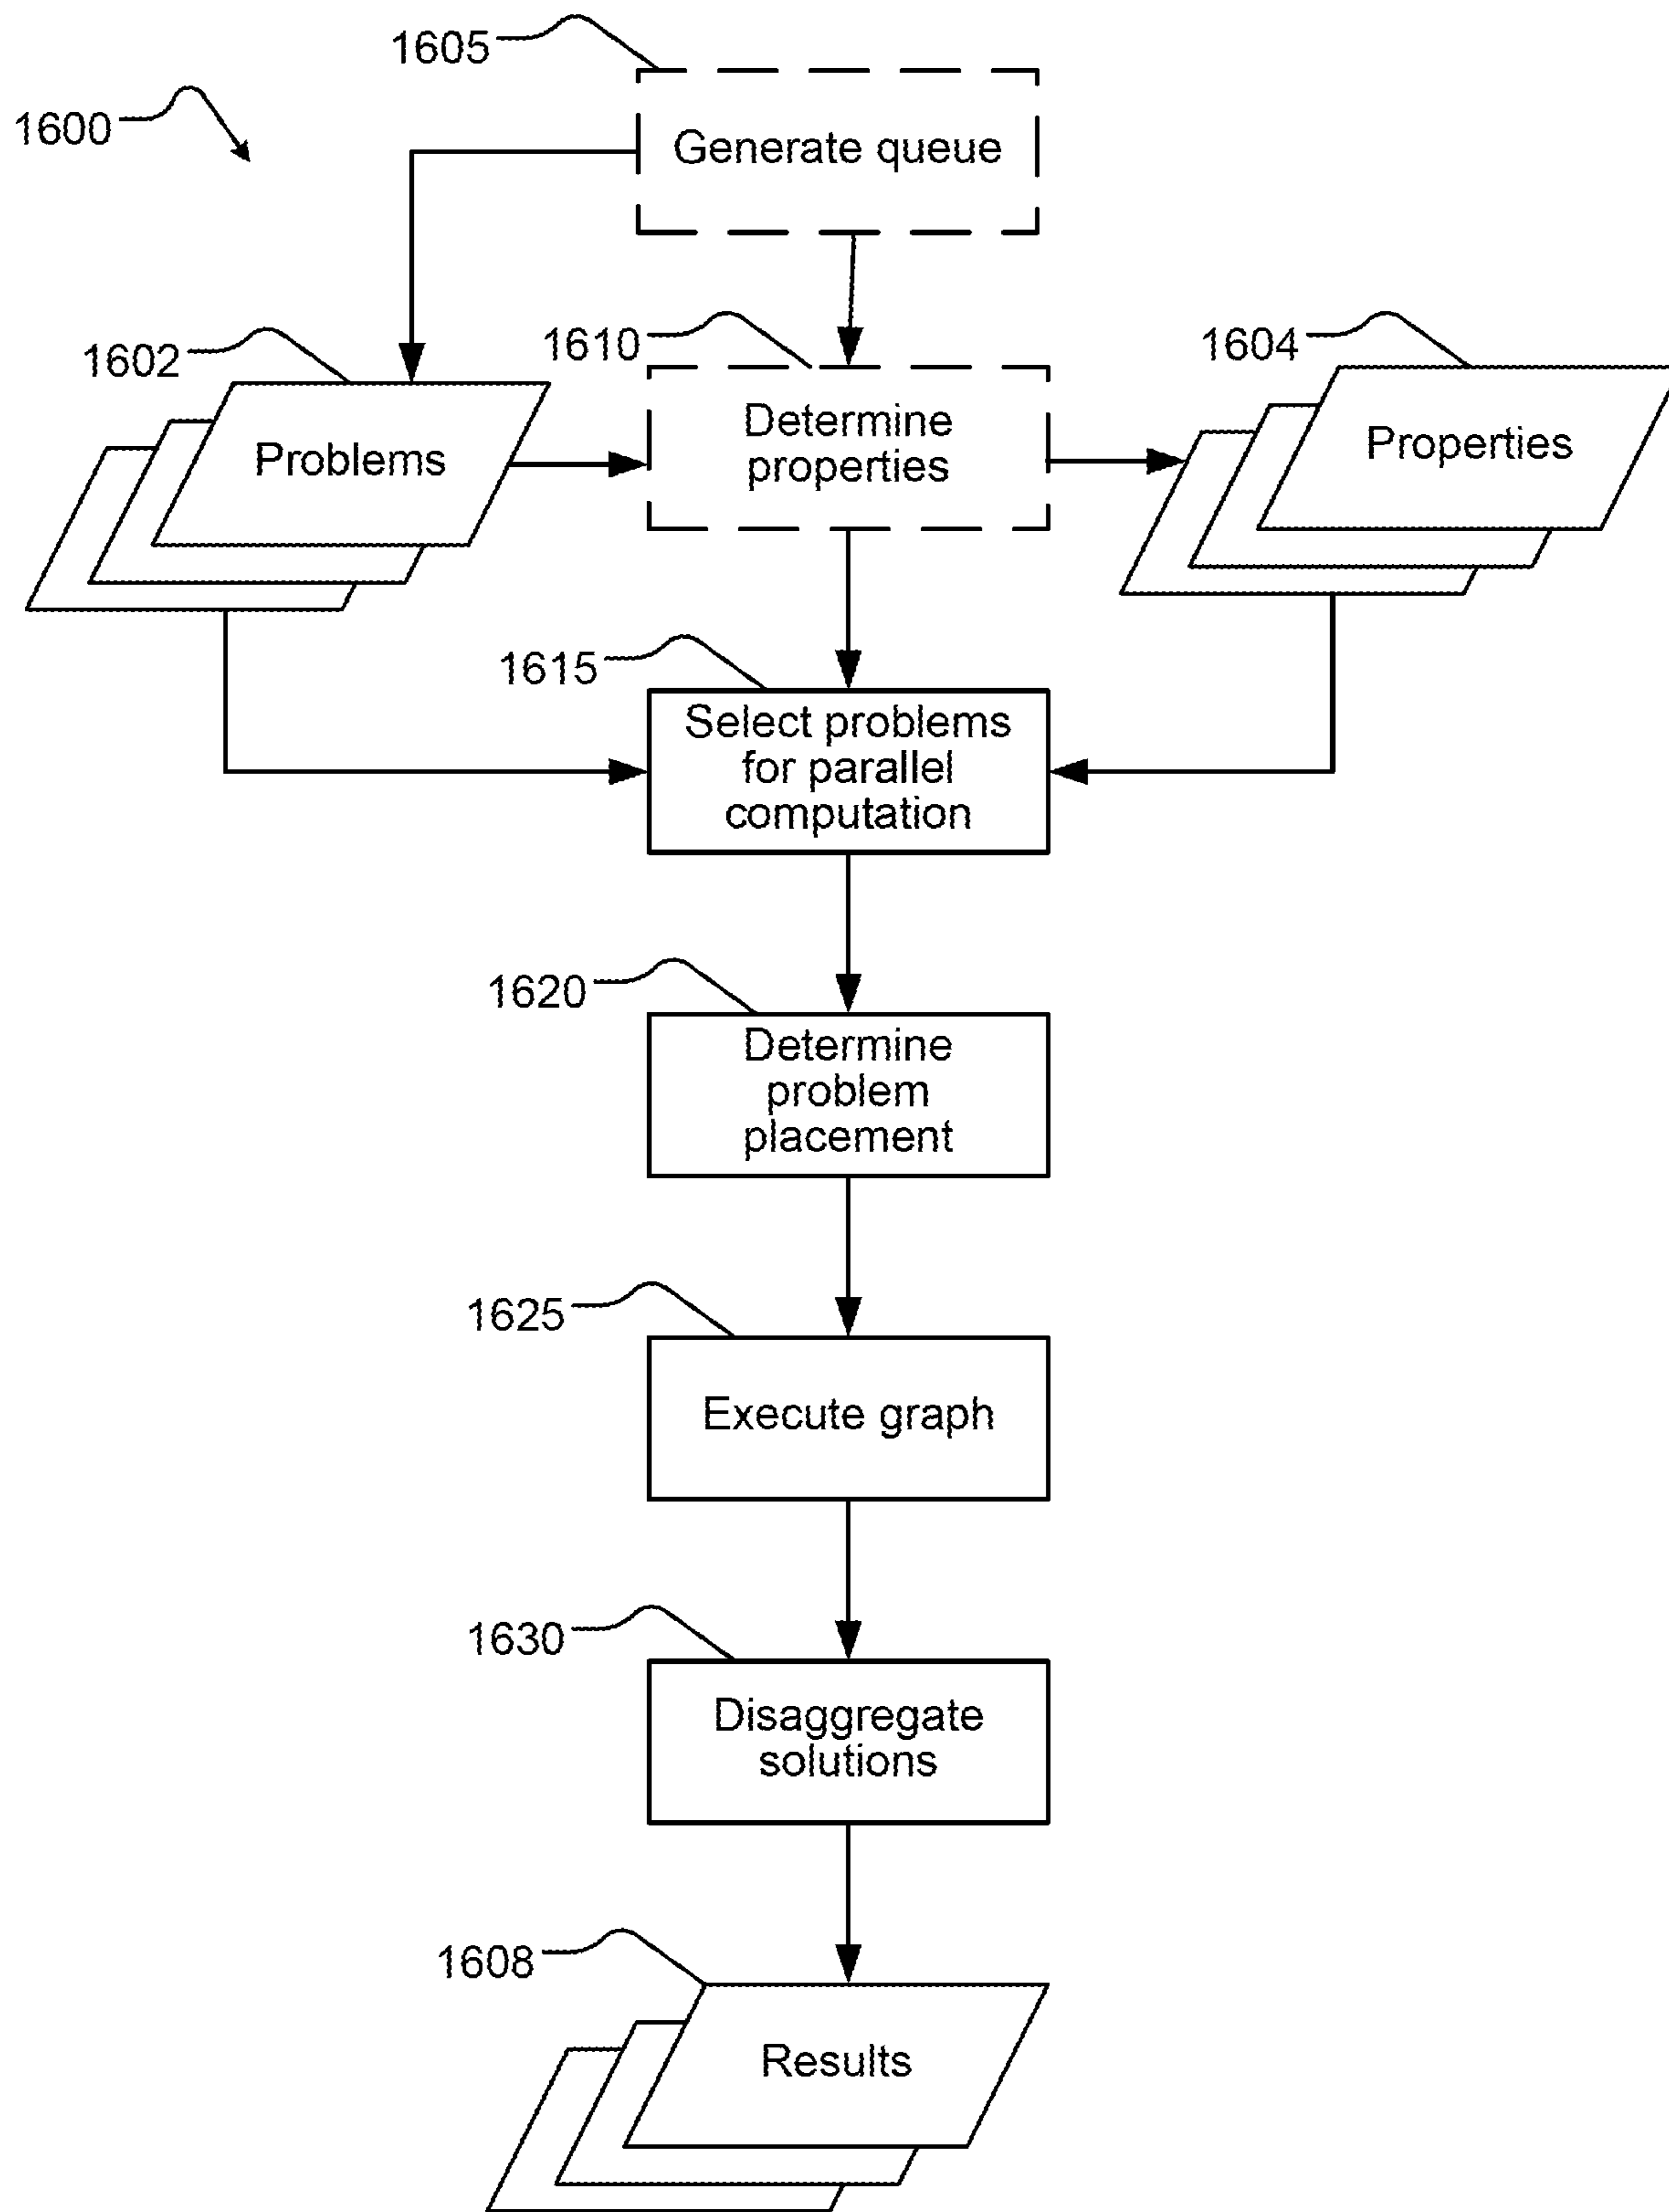 1605
1600
Generate queue
1602
1610
1604
Problems
Determine
properties
Properties
1615
Select problems
for parallel
computation
1620
Determine
problem
placement
1625
Execute graph
1630
Disaggregate
solutions
1608
Results